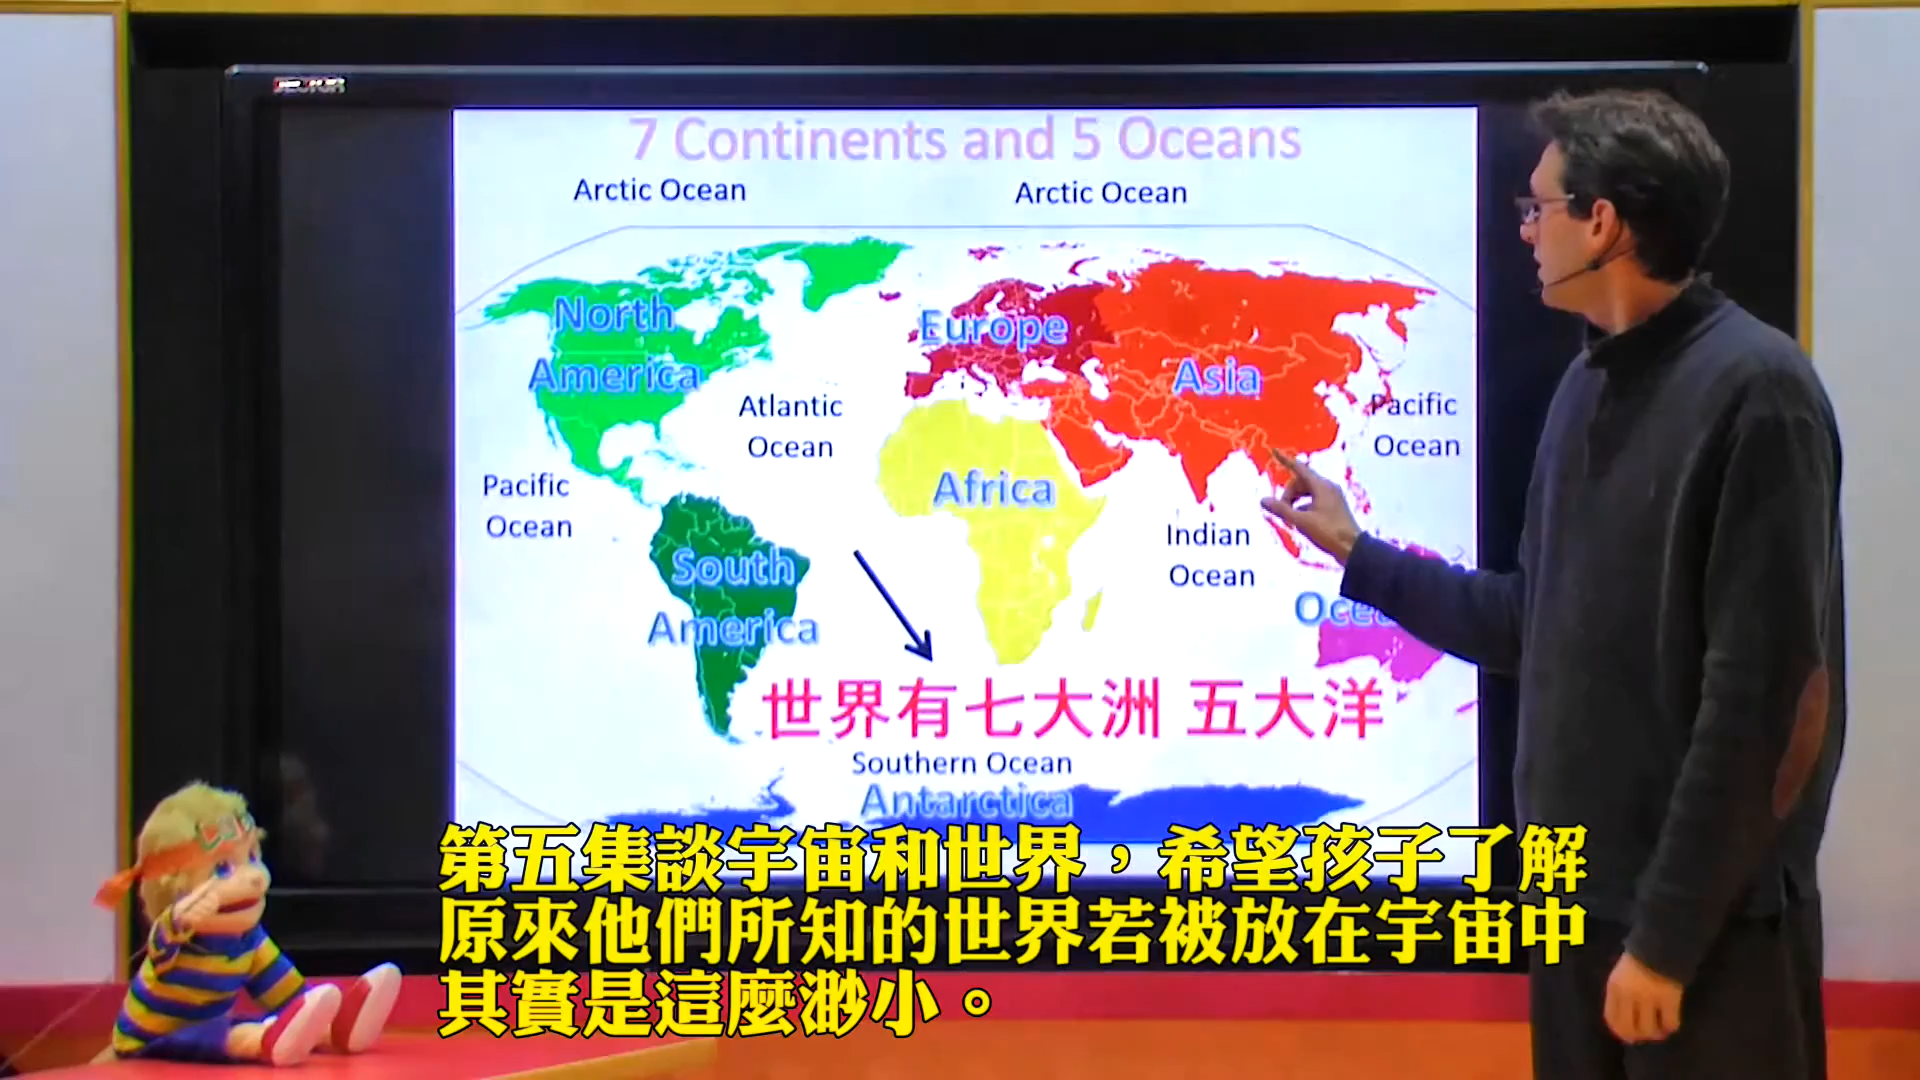 7 Continents and 5 Oceans
Arctic Ocean
Arctic Ocean
North
America
Europe
Asia
Atlantic
Ocean
Pacific
Ocean
Pacific
Ocean
Africa
Indian
Ocean
South
America
世界有七大洲 五大洋
Southern Ocean
Antarctica
第五集談宇宙和世界，希望孩子了解
原來他們所知的世界若被放在宇宙中
其實是這麼渺小。